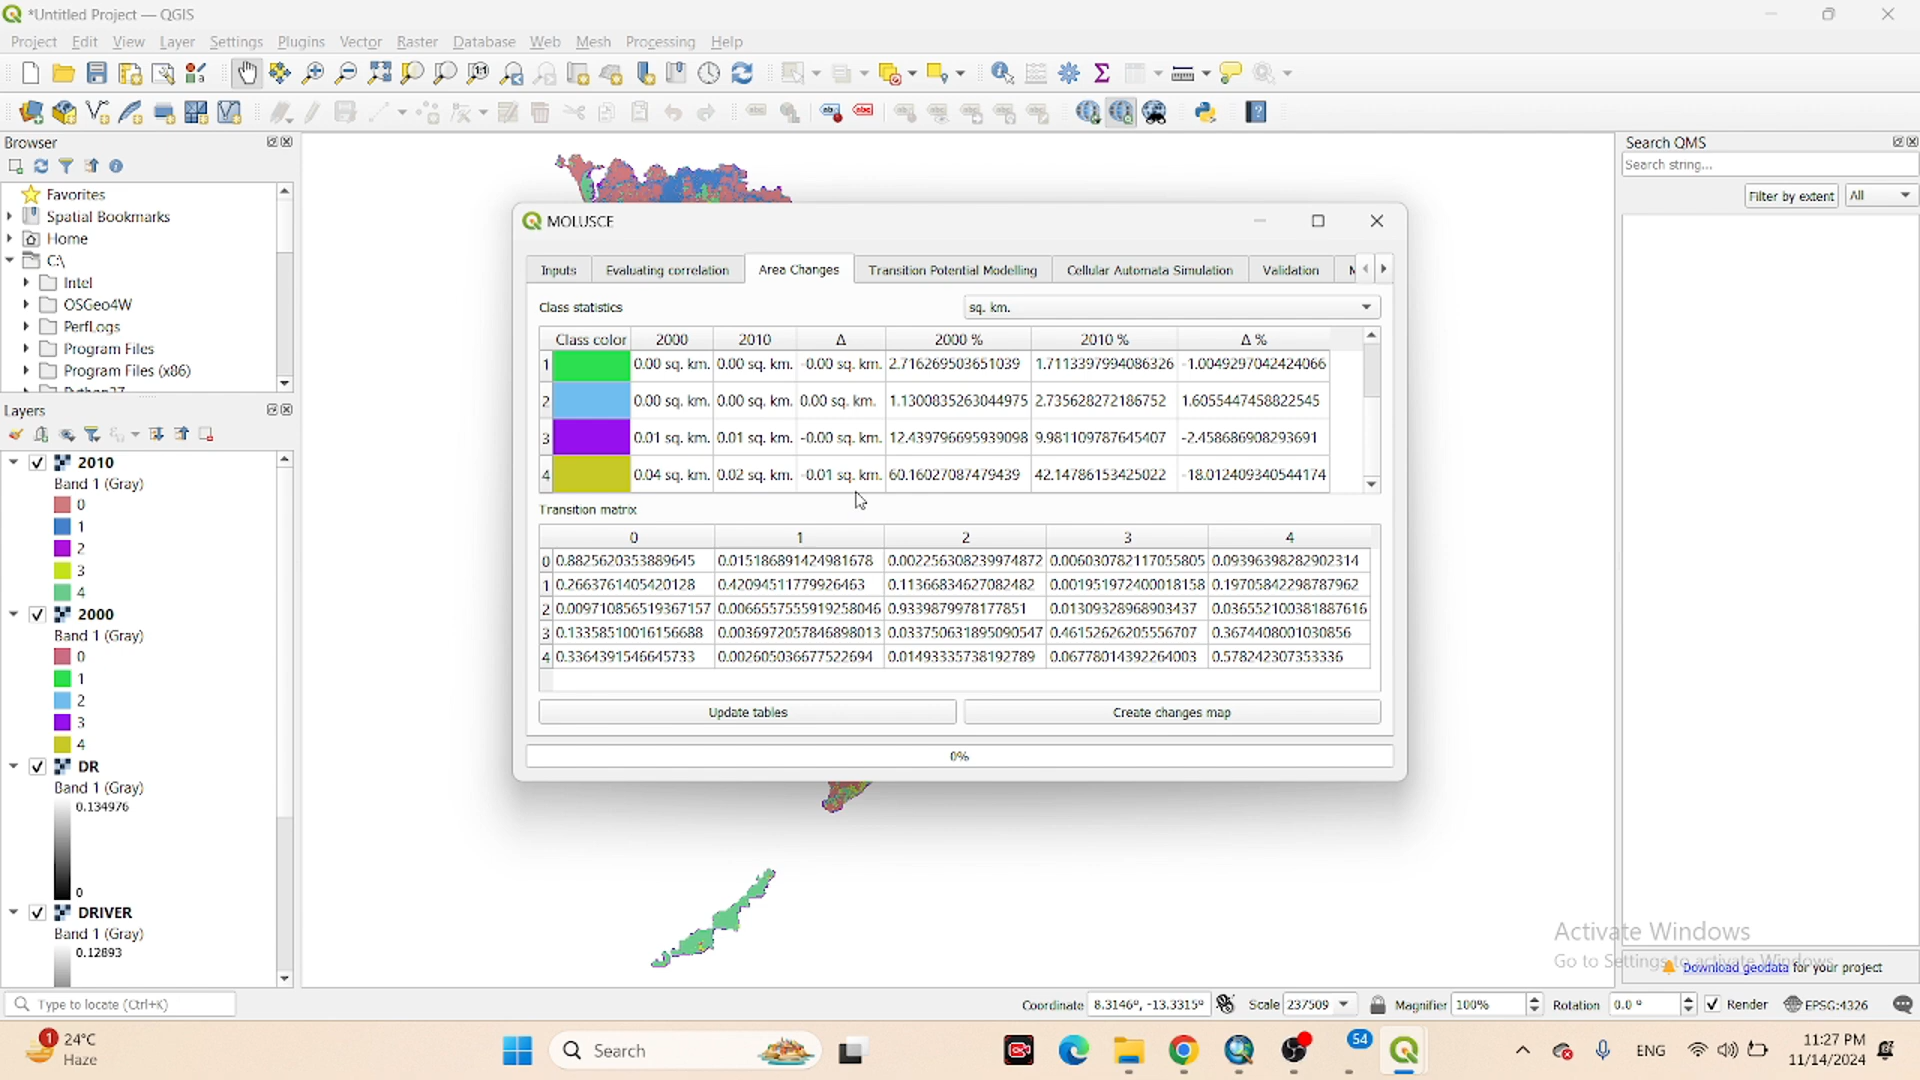 *Untitled Project — QGIS
Project Edit View Layer Settings Plugins Vector Raster Database Web Mesh Processing Help
Browser
Favorites
Spatial Bookmarks
Home
C:\
Intel
OSGeo4W
PerfLogs
Program Files
Program Files (x86)
Layers
2010
Band 1 (Gray)
0
1
2
3
4
2000
Band 1 (Gray)
0
1
2
3
4
DR
Band 1 (Gray)
0.134976
0
DRIVER
Band 1 (Gray)
0.12893
MOLUSCE
Inputs Evaluating correlation Area Changes Transition Potential Modelling Cellular Automata Simulation Validation
Class statistics sq. km.
Class color 2000 2010 Δ 2000 % 2010 % Δ %
1 0.00 sq. km. 0.00 sq. km. -0.00 sq. km. 2.716269503651039 1.7113397994086326 -1.0049297042424066
2 0.00 sq. km. 0.00 sq. km. 0.00 sq. km. 1.1300835263044975 2.735628272186752 1.6055447458822545
3 0.01 sq. km. 0.01 sq. km. -0.00 sq. km. 12.439796695939098 9.981109787645407 -2.458686908293691
4 0.04 sq. km. 0.02 sq. km. -0.01 sq. km. 60.16027087479439 42.14786153425022 -18.012409340544174
Transition matrix
0 1 2 3 4
0 0.8825620353889645 0.015186891424981678 0.002256308239974872 0.006030782117055805 0.09396398282902314
1 0.2663761405420128 0.42094511779926463 0.11366834627082482 0.001951972400018158 0.19705842298787962
2 0.009710856519367157 0.0066557555919258046 0.9339879978177851 0.01309328968903437 0.036552100381887616
3 0.13358510016156688 0.0036972057846898013 0.033750631895090547 0.46152626205556707 0.3674408001030856
4 0.3364391546645733 0.002605036677522694 0.01493335738192789 0.06778014392264003 0.578242307353336
Update tables Create changes map
0%
Search QMS
Search string...
Filter by extent All
Activate Windows
Go to Settings to activate Windows.
Download geodata for your project
Type to locate (Ctrl+K) Coordinate 8.3146°, -13.3315° Scale 237509 Magnifier 100% Rotation 0.0 ° Render EPSG:4326
1 24°C
Haze
Search
54
ENG
11:27 PM
11/14/2024